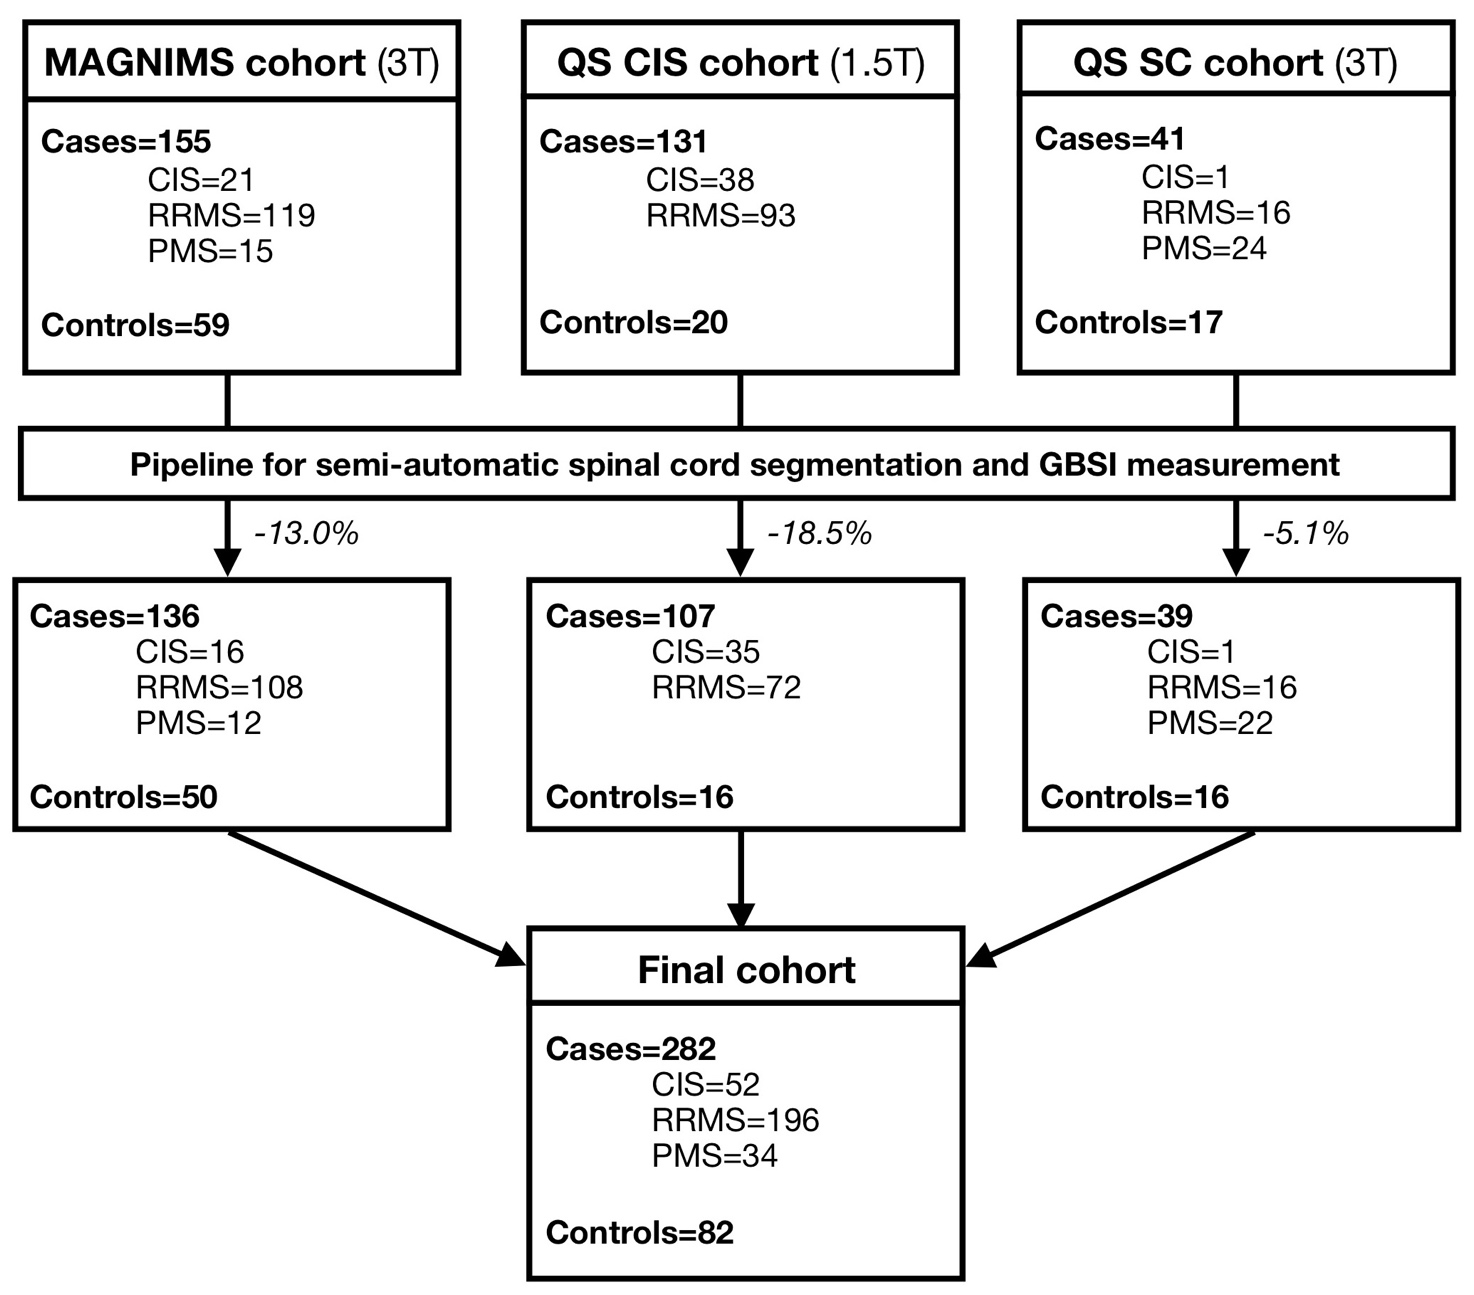 MAGNIMS cohort (3T)
Cases=155
CIS=21
RRMS=119
PMS=15
Controls=59
QS CIS cohort (1.5T)
Cases=131
CIS=38
RRMS=93
Controls=20
QS SC cohort (3T)
Cases=41
CIS=1
RRMS=16
PMS=24
Controls=17
Pipeline for semi-automatic spinal cord segmentation and GBSI measurement
-13.0%
-18.5%
-5.1%
Cases=136
CIS=16
RRMS=108
PMS=12
Controls=50
Cases=107
CIS=35
RRMS=72
Controls=16
Cases=39
CIS=1
RRMS=16
PMS=22
Controls=16
Final cohort
Cases=282
CIS=52
RRMS=196
PMS=34
Controls=82